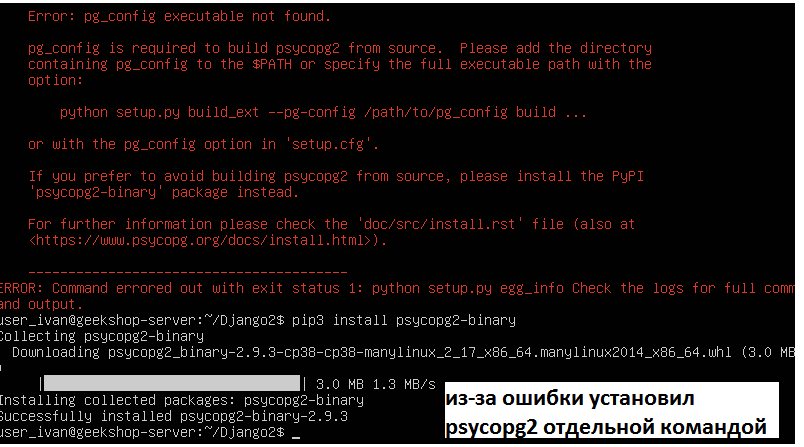 Error: pg_config executable not found.
pg_config is required to build psycopg2 from source.  Please add the directory
containing pg_config to the $PATH or specify the full executable path with the
option:
python setup.py build_ext --pg-config /path/to/pg_config build ...
or with the pg_config option in 'setup.cfg'.
If you prefer to avoid building psycopg2 from source, please install the PyPI
'psycopg2-binary' package instead.
For further information please check the 'doc/src/install.rst' file (also at
<https://www.psycopg.org/docs/install.html>).
----------------------------------------
ERROR: Command errored out with exit status 1: python setup.py egg_info Check the logs for full comm
and output.
user_ivan@geekshop-server:~/Django2$ pip3 install psycopg2-binary
Collecting psycopg2-binary
Downloading psycopg2_binary-2.9.3-cp38-cp38-manylinux_2_17_x86_64.manylinux2014_x86_64.whl (3.0 MB
| | 3.0 MB 1.3 MB/s
Installing collected packages: psycopg2-binary
Successfully installed psycopg2-binary-2.9.3
user_ivan@geekshop-server:~/Django2$ _
из-за ошибки установил
psycopg2 отдельной командой